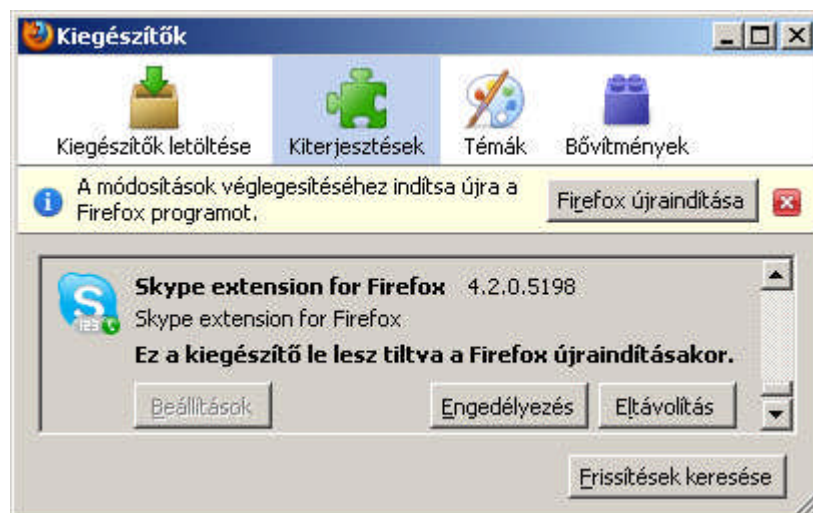 Kiegészítők
Kiegészítők letöltése
Kiterjesztések
Témák
Bővítmények
A módosítások véglegesítéséhez indítsa újra a
Firefox programot.
Firefox újraindítása
Skype extension for Firefox 4.2.0.5198
Skype extension for Firefox
Ez a kiegészítő le lesz tiltva a Firefox újraindításakor.
Beállítások
Engedélyezés
Eltávolítás
Frissítések keresése